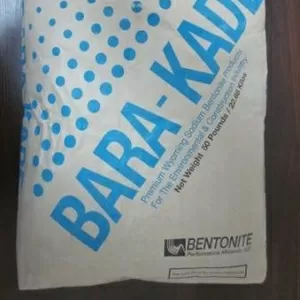 BARA-KADE
Premium Wyoming Sodium Bentonite Products
For The Environmental & Construction Industry
Net Weight 50 Pounds / 22.68 Kilos
BENTONITE
Performance Minerals